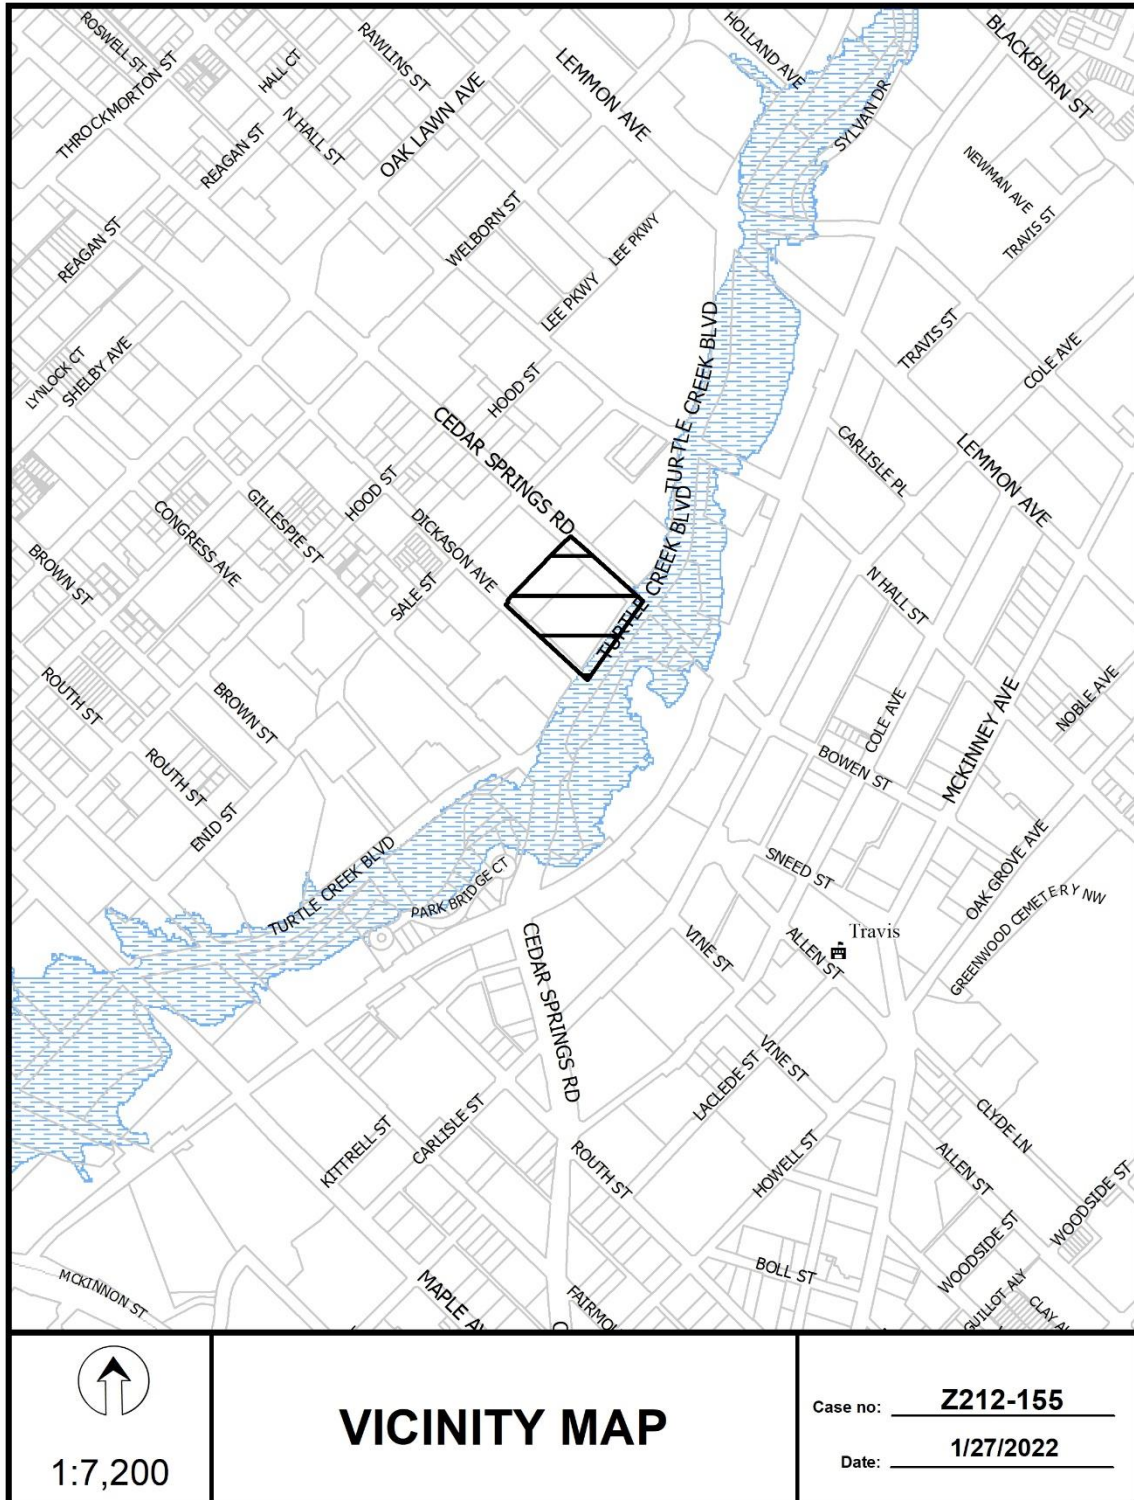 ROSWELL ST
THROCKMORTON ST
HALL CT
RAWLINS ST
N HALL ST
REAGAN ST
OAK LAWN AVE
LEMMON AVE
HOLLAND AVE
SYLVAN DR
BLACKBURN ST
NEWMAN AVE
TRAVIS ST
REAGAN ST
WELBORN ST
LEE PKWY
LEE PKWY
TRAVIS ST
COLE AVE
LYNLOCK CT
SHELBY AVE
HOOD ST
TURTLE CREEK BLVD
CEDAR SPRINGS RD
CARLISLE PL
LEMMON AVE
HOOD ST
GILLESPIE ST
CONGRESS AVE
DICKASON AVE
BROWN ST
SALE ST
TURTLE CREEK BLVD
N HALL ST
ROUTH ST
BROWN ST
COLE AVE
MCKINNEY AVE
NOBLE AVE
ROUTH ST
BOWEN ST
ENID ST
TURTLE CREEK BLVD
PARK BRIDGE CT
SNEED ST
OAK GROVE AVE
GREENWOOD CEMETERY NW
CEDAR SPRINGS RD
VINE ST
ALLEN ST
Travis
VINE ST
LACLEDE ST
CLYDE LN
KITTRELL ST
CARLISLE ST
ROUTH ST
HOWELL ST
ALLEN ST
WOODSIDE ST
WOODSIDE ST
BOLL ST
MCKINNON ST
MAPLE A
FAIRMO
GUILLOT ALY
CLAY A
1:7,200
VICINITY MAP
Case no: Z212-155
Date: 1/27/2022